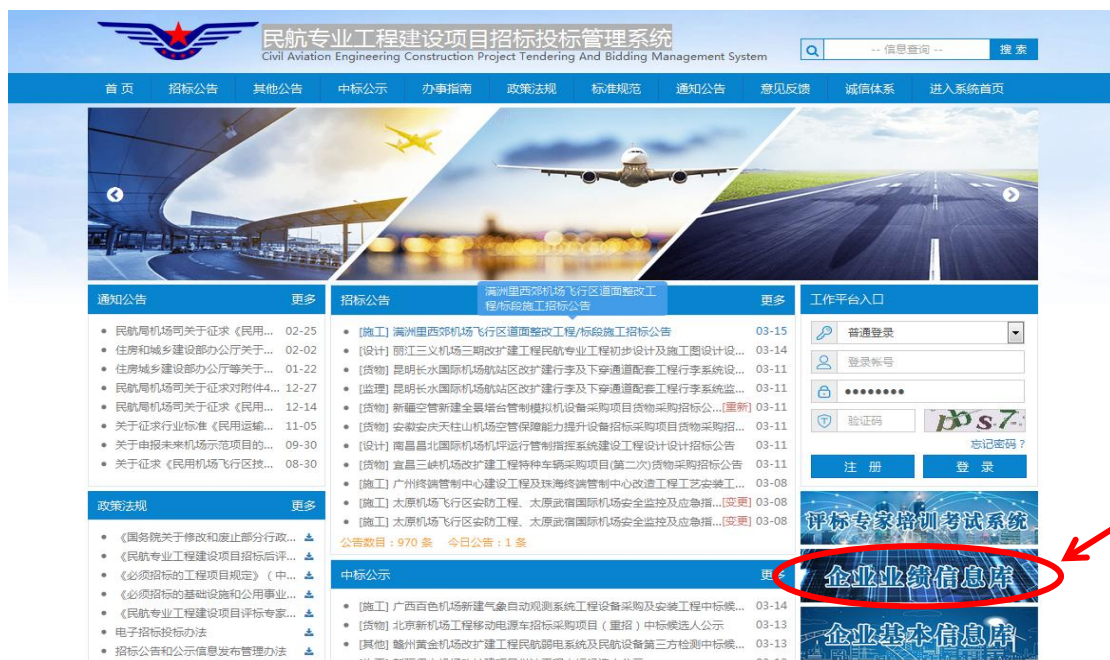 民航专业工程建设项目招标投标管理系统
Civil Aviation Engineering Construction Project Tendering And Bidding Management System
-- 信息查询 -- 搜 索
首 页 招标公告 其他公告 中标公示 办事指南 政策法规 标准规范 通知公告 意见反馈 诚信体系 进入系统首页
通知公告 更多
民航局机场司关于征求《民用... 02-25
住房和城乡建设部办公厅关于... 02-02
住房城乡建设部办公厅等关于... 01-22
民航局机场司关于征求对附件4... 12-27
民航局机场司关于征求《民用... 12-14
关于征求行业标准《民用运输... 11-05
关于申报未来机场示范项目的... 09-30
关于征求《民用机场飞行区技... 08-30
政策法规 更多
《国务院关于修改和废止部分行政...
《民航专业工程建设项目招标后评...
《必须招标的工程项目规定》（中...
《必须招标的基础设施和公用事业...
《民航专业工程建设项目评标专家...
电子招标投标办法
招标公告和公示信息发布管理办法
招标公告 更多
满洲里西郊机场飞行区道面整改工
程/标段施工招标公告
[施工] 满洲里西郊机场飞行区道面整改工程/标段施工招标公告 03-15
[设计] 丽江三义机场三期改扩建工程民航专业工程初步设计及施工图设计设... 03-14
[货物] 昆明长水国际机场航站区改扩建行李及下穿通道配套工程行李系统设... 03-11
[监理] 昆明长水国际机场航站区改扩建行李及下穿通道配套工程行李系统监... 03-11
[货物] 新疆空管新建全景塔台管制模拟机设备采购项目货物采购招标公...[重新] 03-11
[货物] 安徽安庆天柱山机场空管保障能力提升设备招标采购项目货物采购招... 03-11
[设计] 南昌昌北国际机场机坪运行管制指挥系统建设工程设计设计招标公告 03-11
[货物] 宜昌三峡机场改扩建工程特种车辆采购项目(第二次)货物采购招标公告 03-11
[施工] 广州终端管制中心建设工程及珠海终端管制中心改造工程工艺安装工... 03-08
[施工] 太原机场飞行区安防工程、太原武宿国际机场安全监控及应急指...[变更] 03-08
[施工] 太原机场飞行区安防工程、太原武宿国际机场安全监控及应急指...[变更] 03-08
公告数目：970 条 今日公告：1 条
中标公示 更多
[施工] 广西百色机场新建气象自动观测系统工程设备采购及安装工程中标候... 03-14
[货物] 北京新机场工程移动电源车招标采购项目（重招）中标候选人公示 03-13
[其他] 赣州黄金机场改扩建工程民航弱电系统及民航设备第三方检测中标候... 03-13
工作平台入口
普通登录
登录帐号
验证码
忘记密码？
注 册 登 录
评标专家培训考试系统
企业业绩信息库
企业基本信息库